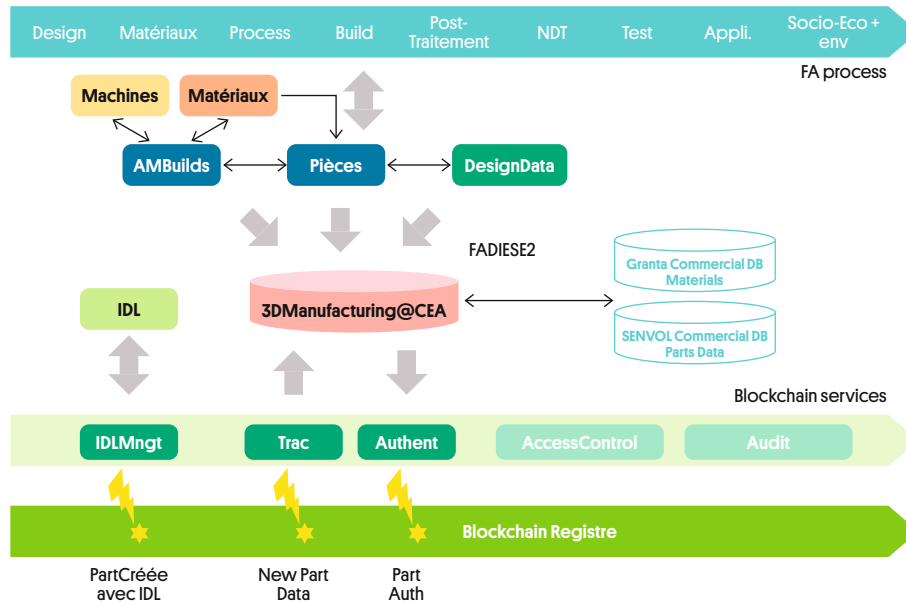 Design
Matériaux
Process
Build
Post-
Traitement
NDT
Test
Appli.
Socio-Eco +
env
FA process
Machines
Matériaux
AMBuilds
Pièces
DesignData
FADIESE2
Granta Commercial DB
Materials
IDL
3DManufacturing@CEA
SENVOL Commercial DB
Parts Data
Blockchain services
IDLMngt
Trac
Authent
AccessControl
Audit
Blockchain Registre
PartCréée
avec IDL
New Part
Data
Part
Auth